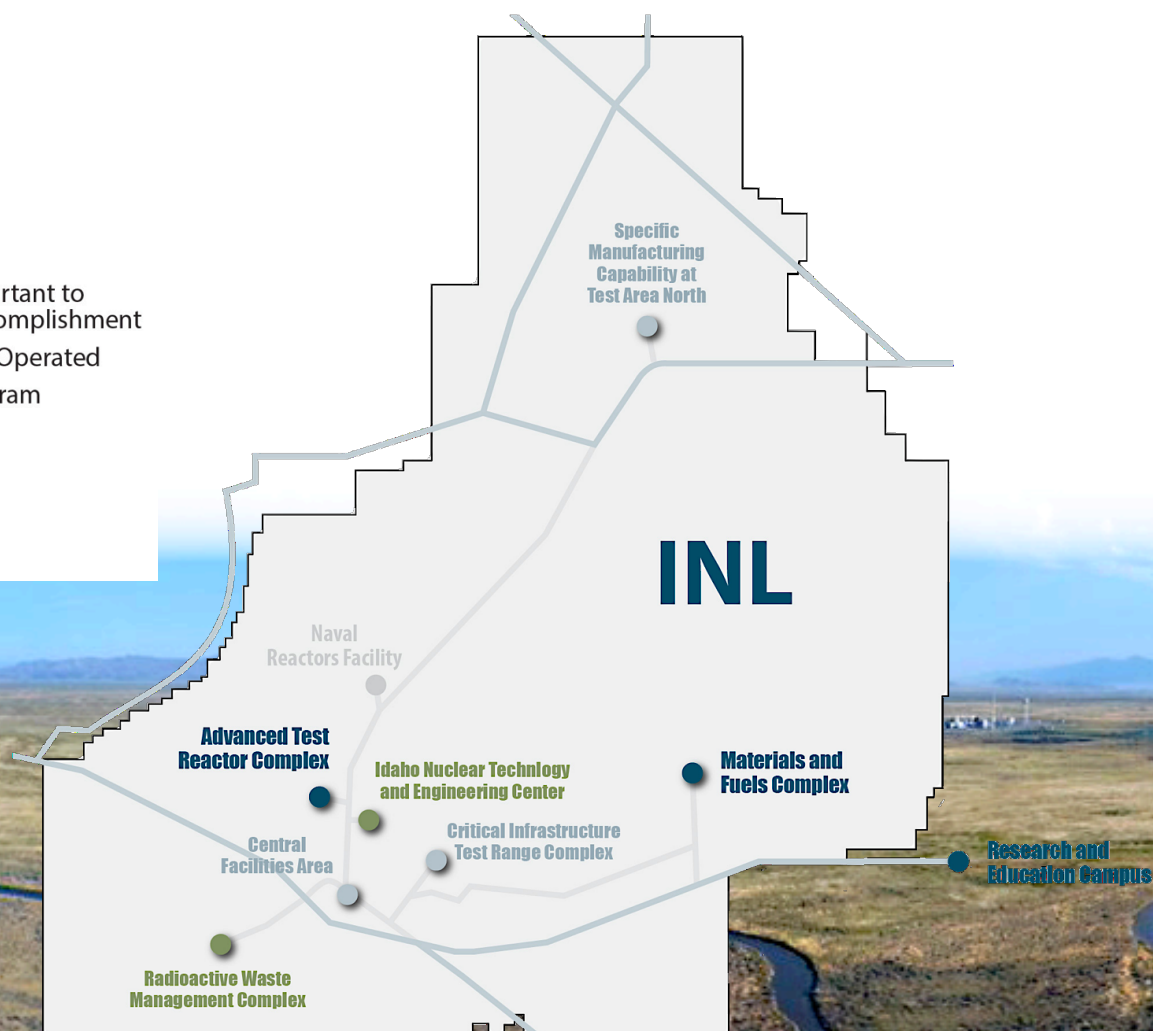 Specific
Manufacturing
Capability at
Test Area North
rtant to
omplishment
Operated
ram
INL
Naval
Reactors Facility
Advanced Test
Reactor Complex
Idaho Nuclear Technlogy
and Engineering Center
Materials and
Fuels Complex
Critical Infrastructure
Test Range Complex
Central
Facilities Area
Research and
Education Campus
Radioactive Waste
Management Complex